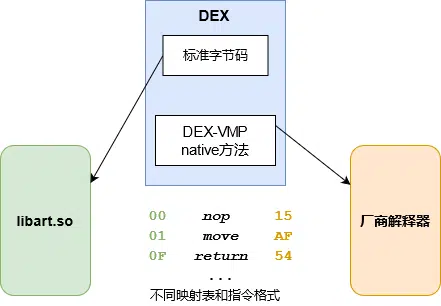 DEX
标准字节码
DEX-VMP
native方法
libart.so
厂商解释器
00 nop 15
01 move AF
0F return 54
...
不同映射表和指令格式